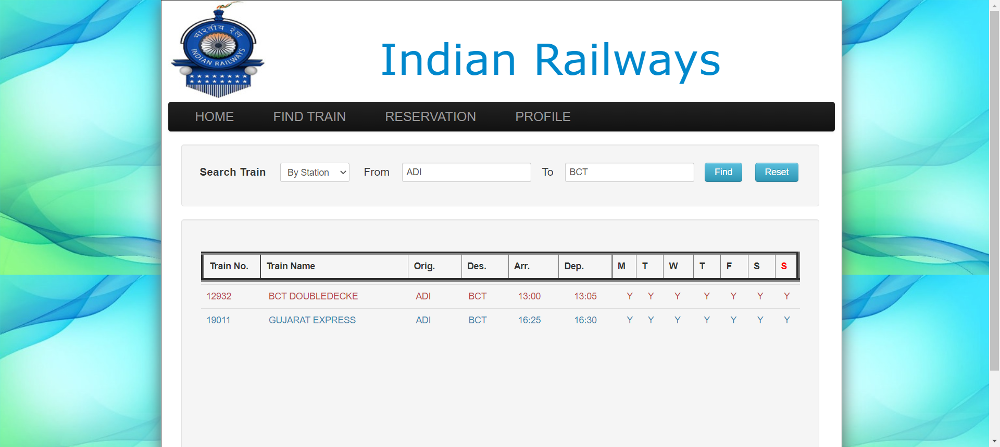 भारतीय रेल
INDIAN RAILWAYS
Indian Railways
HOME FIND TRAIN RESERVATION PROFILE
Search Train By Station From ADI To BCT Find Reset
Train No. Train Name Orig. Des. Arr. Dep. M T W T F S S
12932 BCT DOUBLEDECKE ADI BCT 13:00 13:05 Y Y Y Y Y Y Y
19011 GUJARAT EXPRESS ADI BCT 16:25 16:30 Y Y Y Y Y Y Y